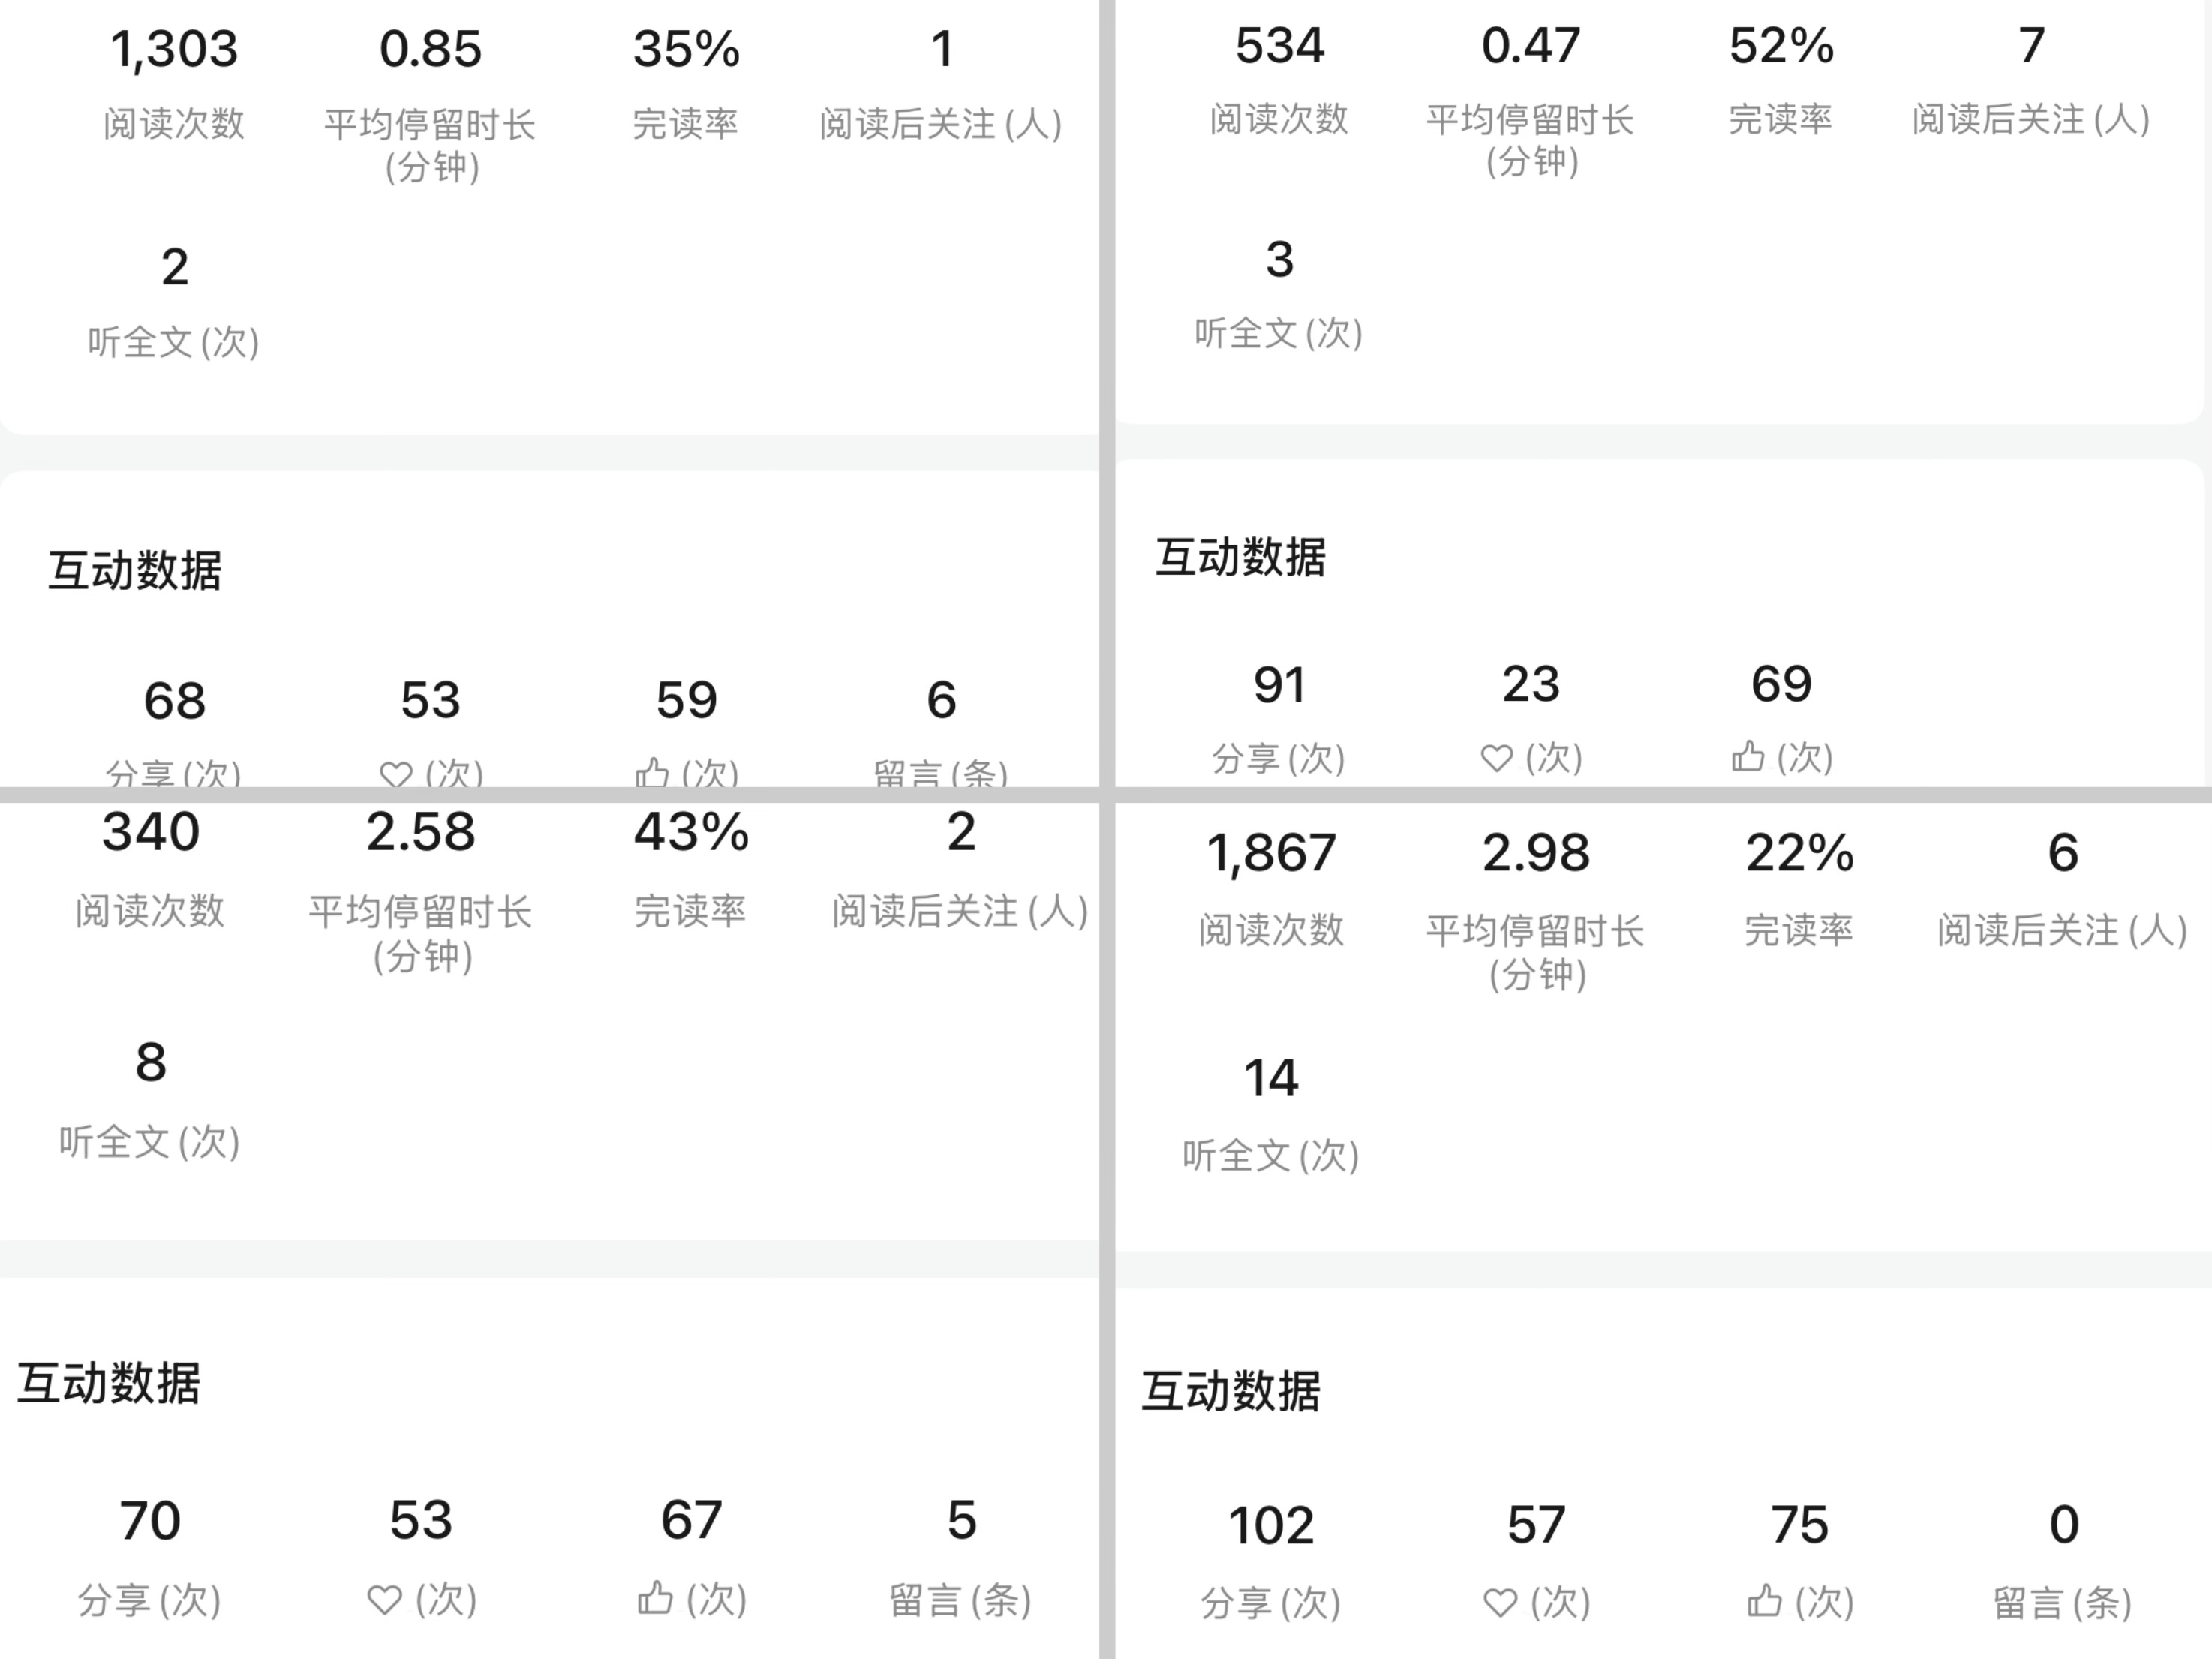 1,303 0.85 35% 1
阅读次数 平均停留时长 完读率 阅读后关注 (人)
(分钟)
2
听全文 (次)
互动数据
68 53 59 6
分享 (次) (次) (次) 留言 (条)
534 0.47 52% 7
阅读次数 平均停留时长 完读率 阅读后关注 (人)
(分钟)
3
听全文 (次)
互动数据
91 23 69
分享 (次) (次) (次)
340 2.58 43% 2
阅读次数 平均停留时长 完读率 阅读后关注 (人)
(分钟)
8
听全文 (次)
互动数据
70 53 67 5
分享 (次) (次) (次) 留言 (条)
1,867 2.98 22% 6
阅读次数 平均停留时长 完读率 阅读后关注 (人)
(分钟)
14
听全文 (次)
互动数据
102 57 75 0
分享 (次) (次) (次) 留言 (条)